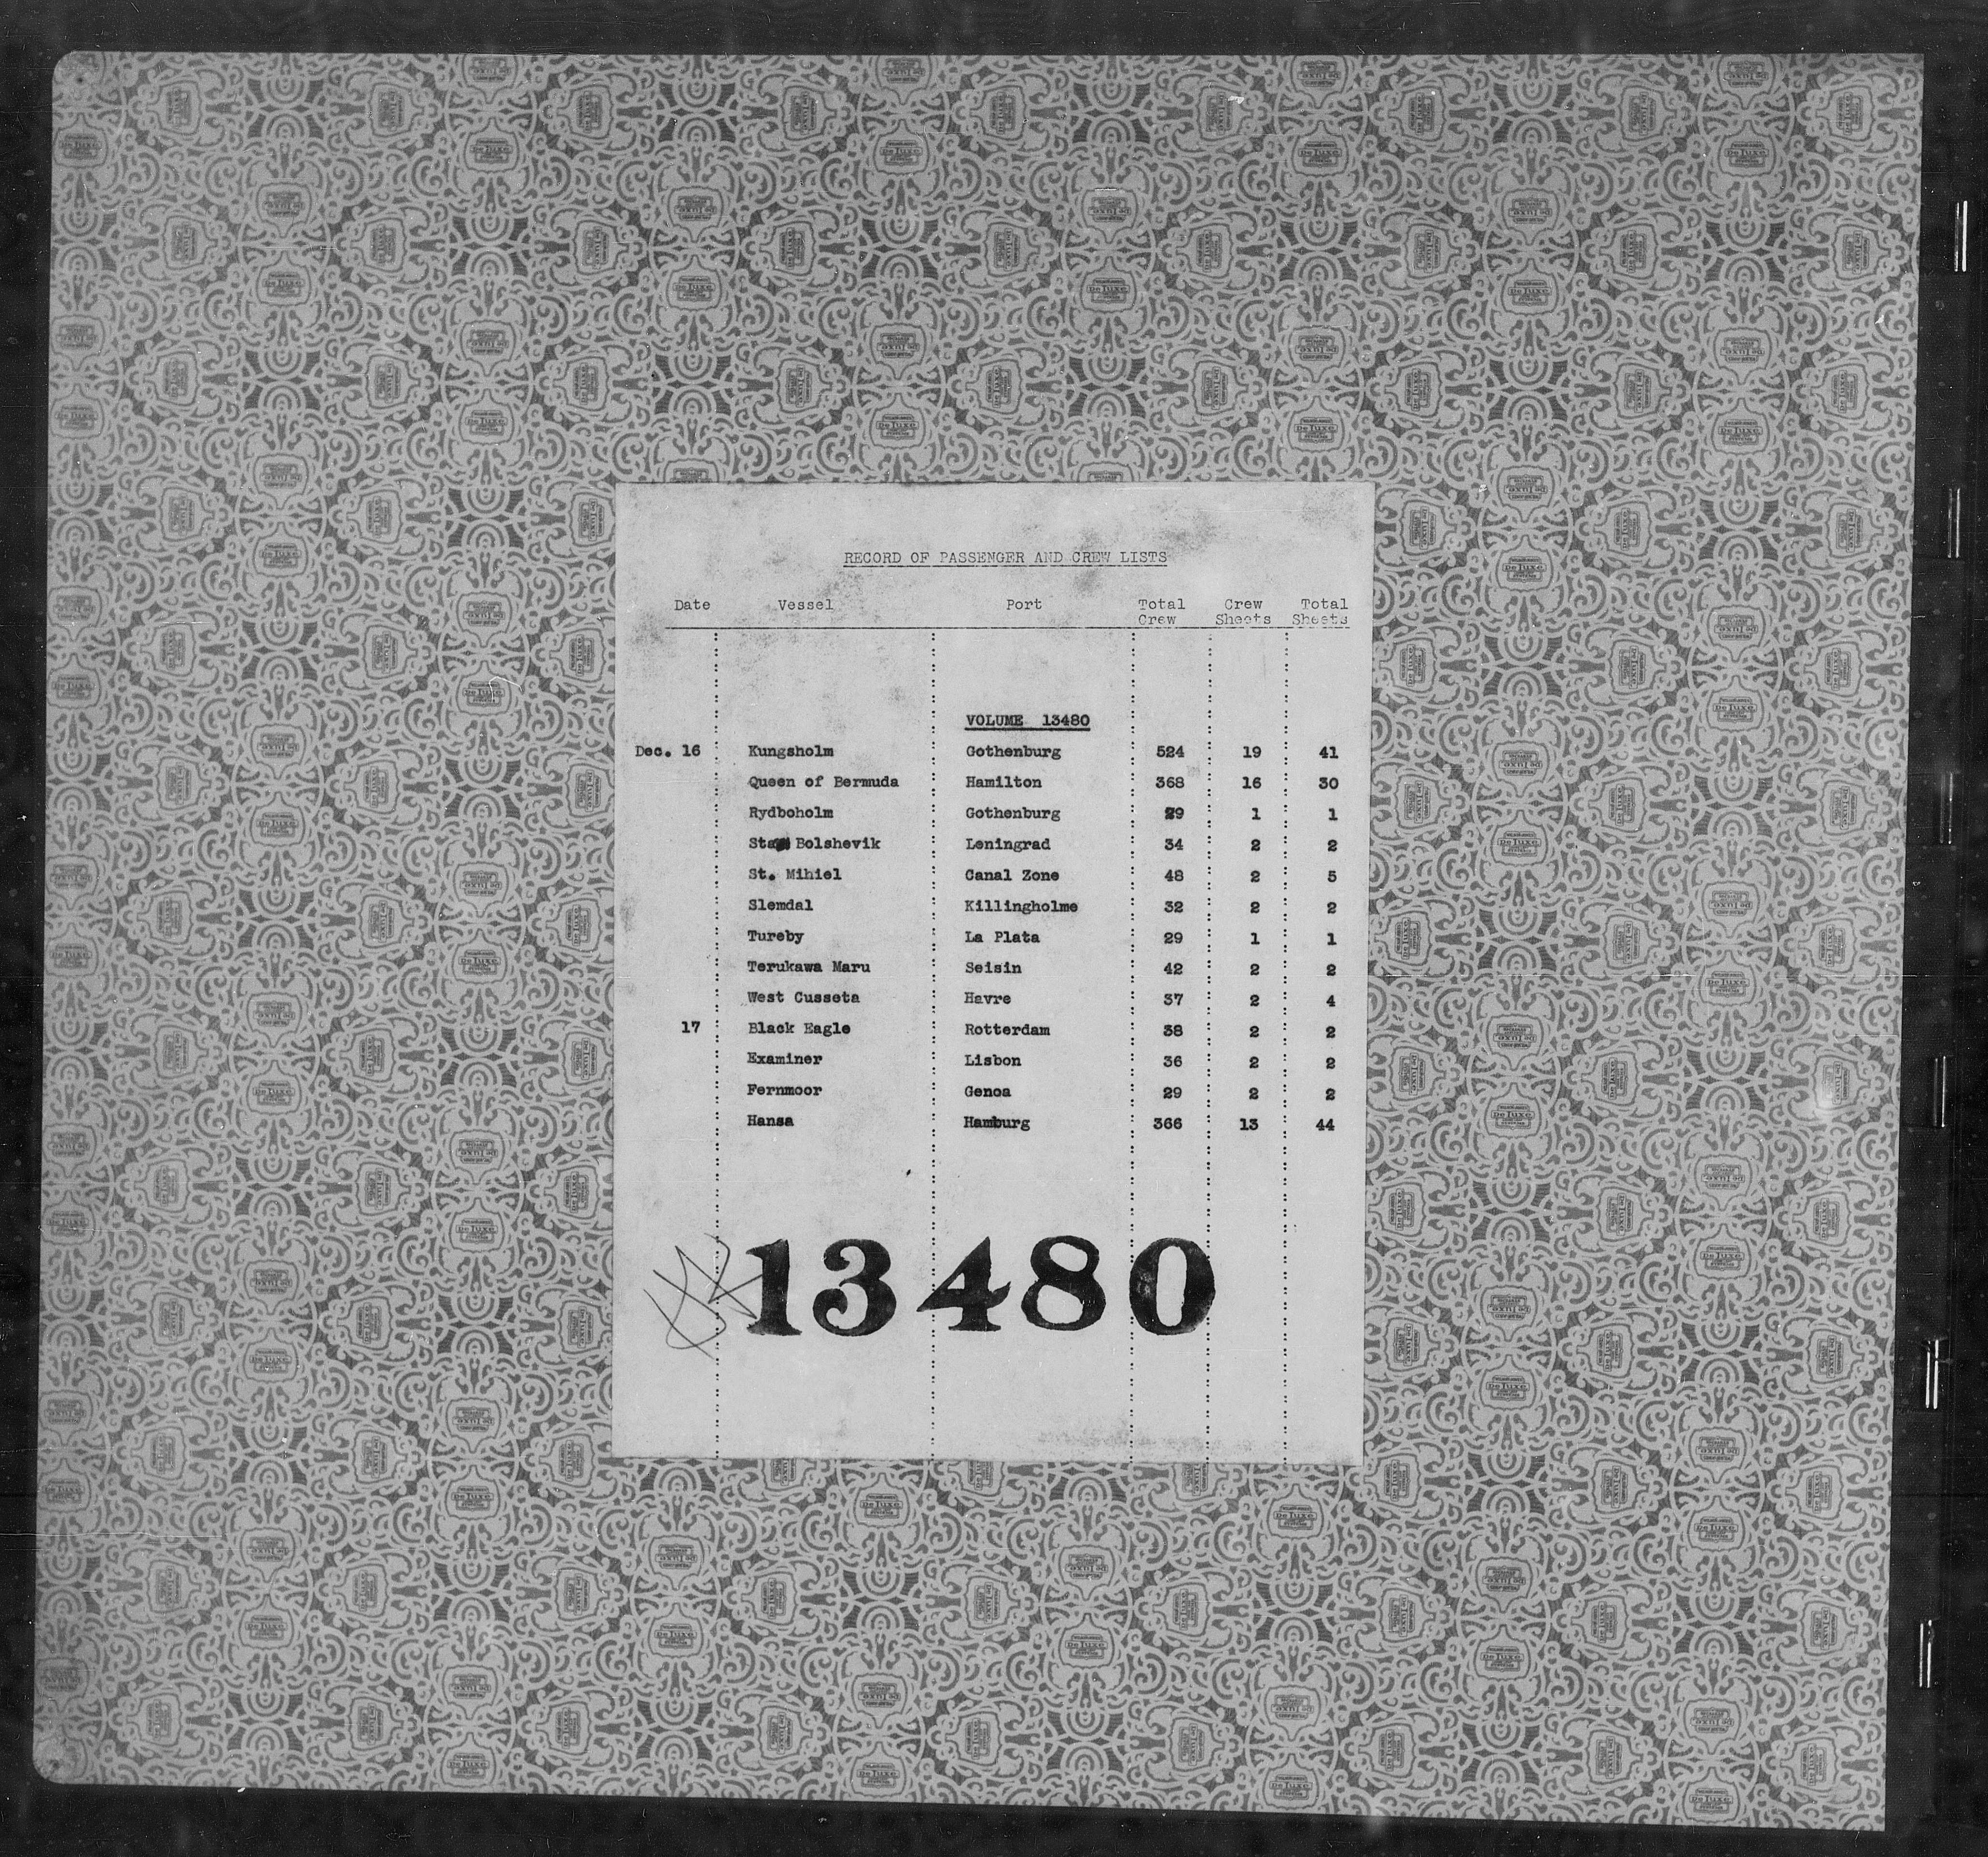 RECORD OF PASSENGER AND CREW LISTS
Date Vessel Port Total Crew Crew Sheets Total Sheets
VOLUME 13480
Dec. 16 Kungsholm Gothenburg 524 19 41
Queen of Bermuda Hamilton 368 16 30
Rydboholm Gothenburg 29 1 1
Bolshevik Leningrad 34 2 2
St. Mihiel Canal Zone 48 2 5
Slemdal Killingholme 32 2 2
Tureby La Plata 29 1 1
Terukawa Maru Seisin 42 2 2
West Cusseta Havre 37 2 4
17 Black Eagle Rotterdam 38 2 2
Examiner Lisbon 36 2 2
Fernmoor Genoa 29 2 2
Hansa Hamburg 366 13 44
13480